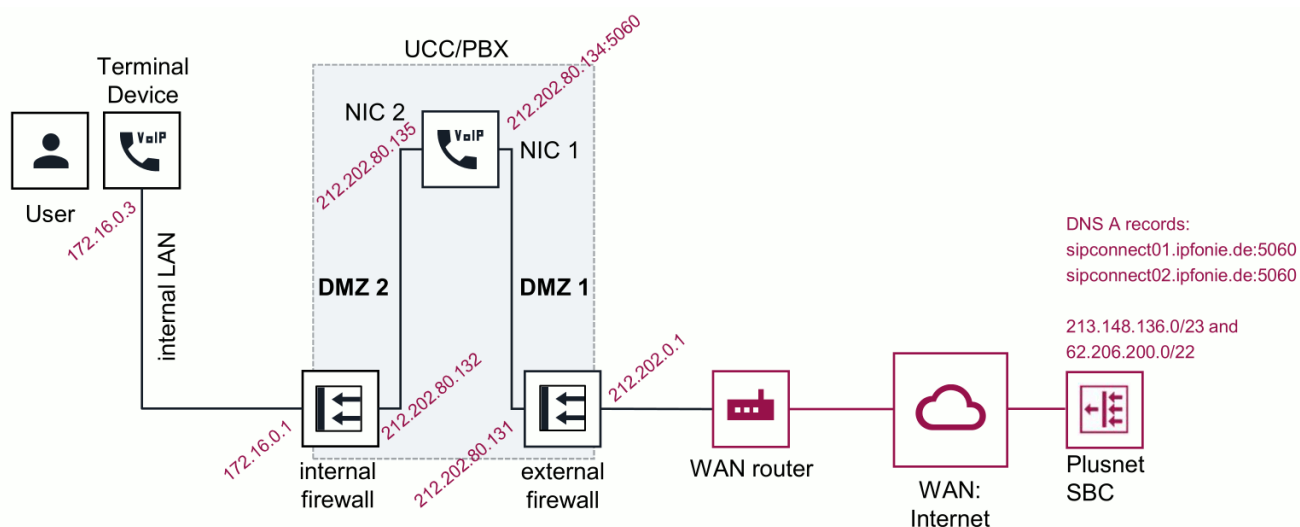 UCC/PBX
Terminal
Device
VoIP
User
172.16.0.3
internal LAN
NIC 2
212.202.80.135
VoIP
212.202.80.134:5060
NIC 1
DMZ 2
DMZ 1
172.16.0.1
internal
firewall
212.202.80.132
212.202.80.131
external
firewall
212.202.0.1
WAN router
WAN:
Internet
DNS A records:
sipconnect01.ipfonie.de:5060
sipconnect02.ipfonie.de:5060
213.148.136.0/23 and
62.206.200.0/22
Plusnet
SBC